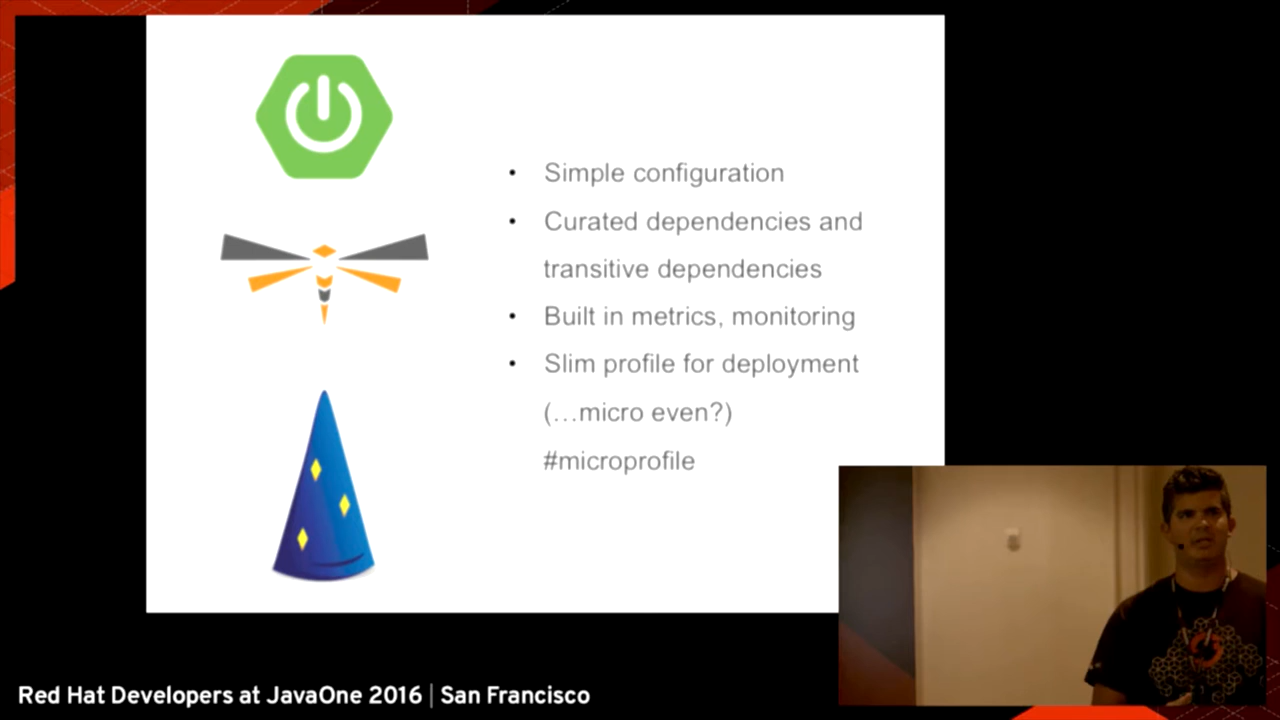 • Simple configuration
• Curated dependencies and
transitive dependencies
• Built in metrics, monitoring
• Slim profile for deployment
(…micro even?)
#microprofile
Red Hat Developers at JavaOne 2016 | San Francisco